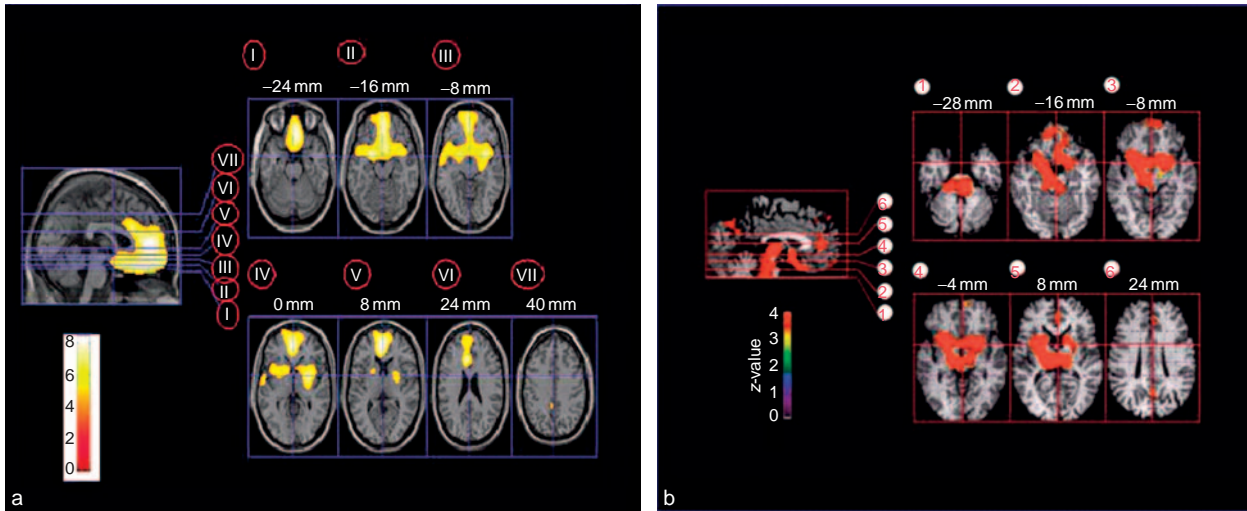 I II III
–24 mm –16 mm –8 mm
VII
VI
V
IV
III
II
I
IV V VI VII
0 mm 8 mm 24 mm 40 mm
8
6
4
2
0
a
1 2 3
–28 mm –16 mm –8 mm
6
5
4
3
2
1
4 5 6
–4 mm 8 mm 24 mm
z-value
4
3
2
1
0
b